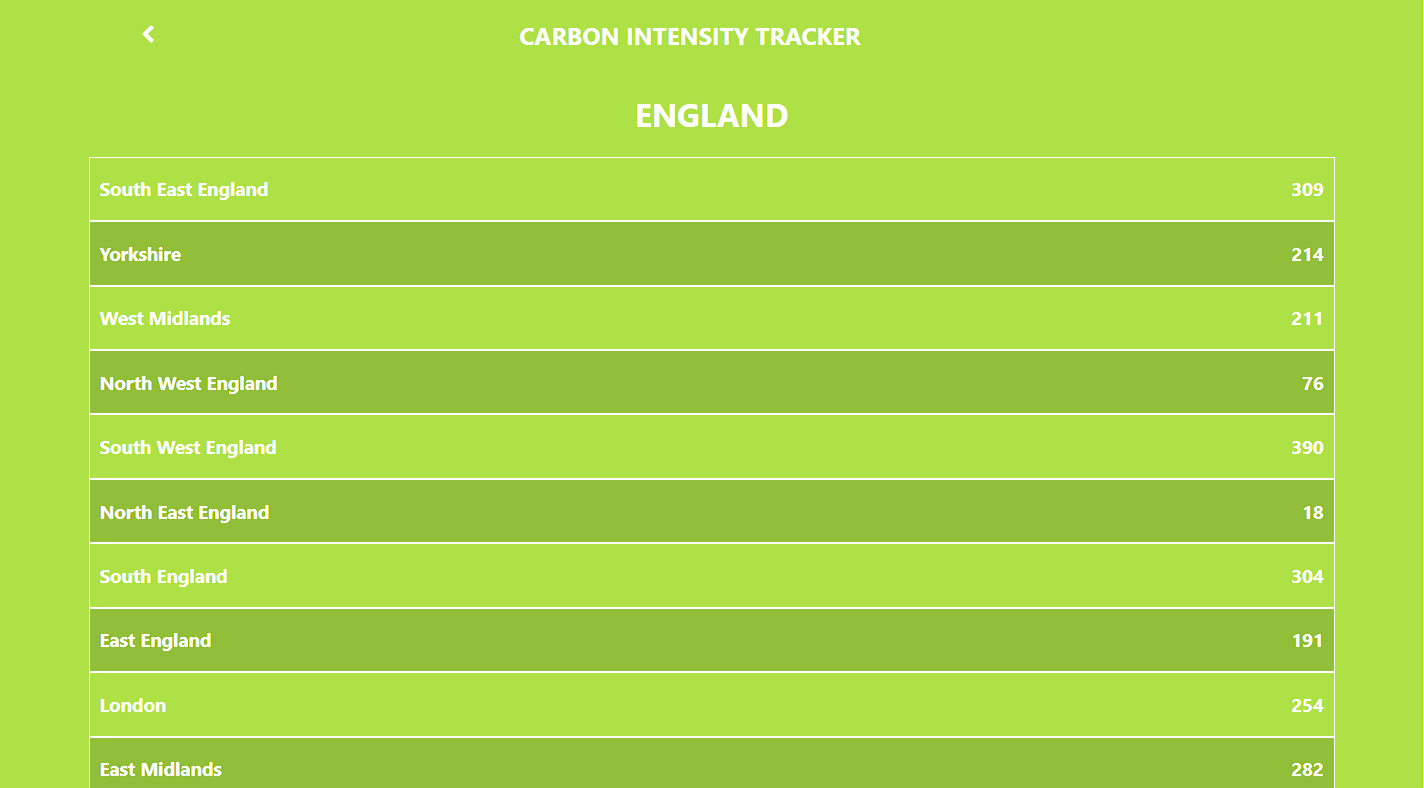 CARBON INTENSITY TRACKER
ENGLAND
South East England 309
Yorkshire 214
West Midlands 211
North West England 76
South West England 390
North East England 18
South England 304
East England 191
London 254
East Midlands 282